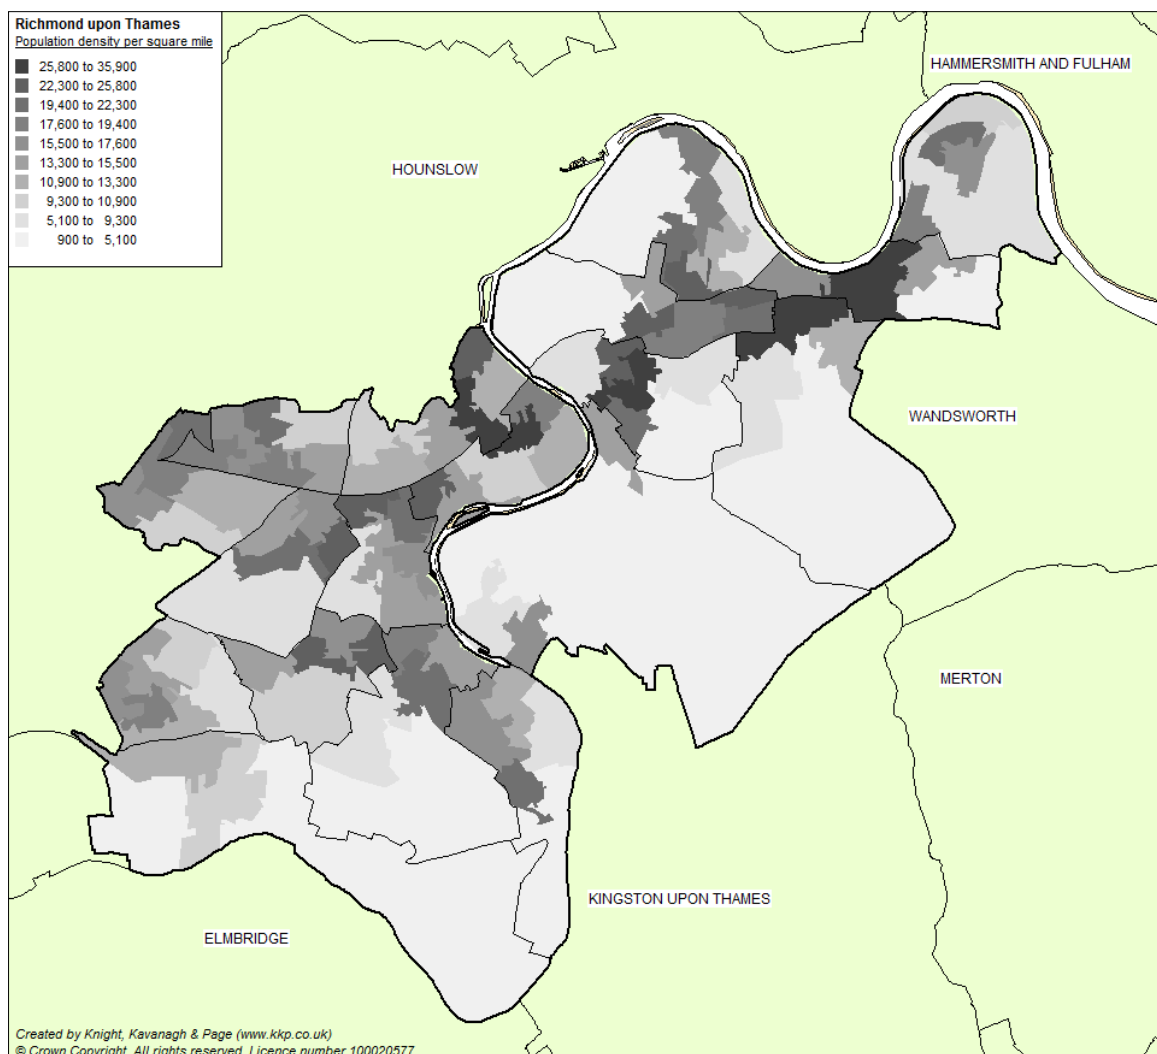 Richmond upon Thames
Population density per square mile
25,800 to 35,900
22,300 to 25,800
19,400 to 22,300
17,600 to 19,400
15,500 to 17,600
13,300 to 15,500
10,900 to 13,300
9,300 to 10,900
5,100 to 9,300
900 to 5,100
HAMMERSMITH AND FULHAM
HOUNSLOW
WANDSWORTH
MERTON
KINGSTON UPON THAMES
ELMBRIDGE
Created by Knight, Kavanagh & Page (www.kkp.co.uk)
© Crown Copyright. All rights reserved. Licence number 100020577